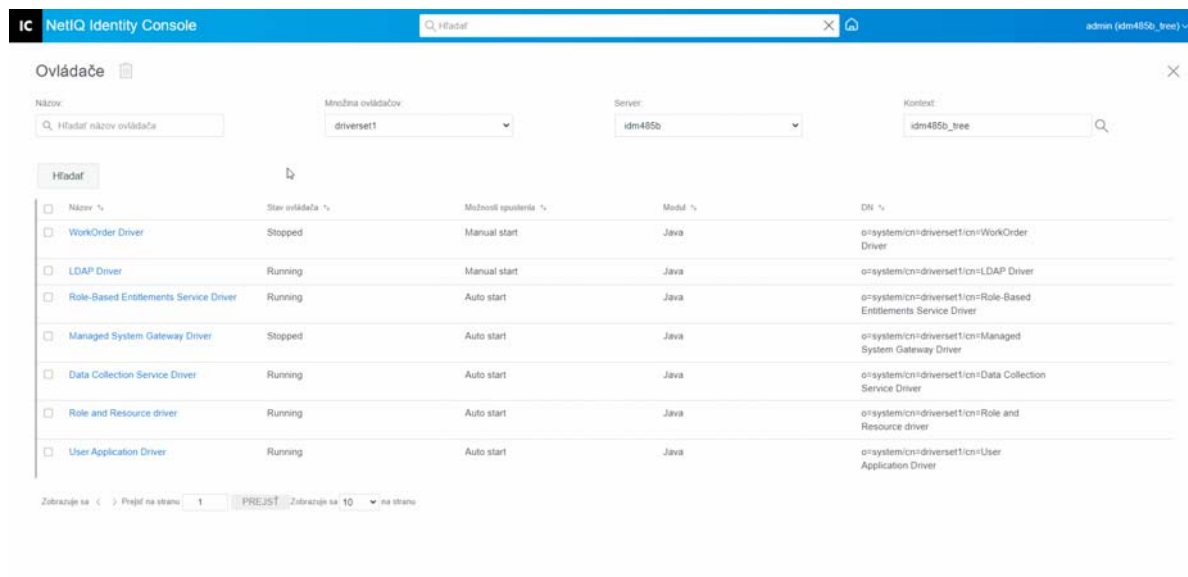 IC NetIQ Identity Console
Hľadať
admin (idm485b_tree)
Ovládače
Názov: Množina ovládačov: Server: Kontext:
Hľadať názov ovládača driverset1 idm485b idm485b_tree
Hľadať
Názov Stav ovládača Možnosti spustenia Modul DN
WorkOrder Driver Stopped Manual start Java o=system/cn=driverset1/cn=WorkOrder
Driver
LDAP Driver Running Manual start Java o=system/cn=driverset1/cn=LDAP Driver
Role-Based Entitlements Service Driver Running Auto start Java o=system/cn=driverset1/cn=Role-Based
Entitlements Service Driver
Managed System Gateway Driver Stopped Auto start Java o=system/cn=driverset1/cn=Managed
System Gateway Driver
Data Collection Service Driver Running Auto start Java o=system/cn=driverset1/cn=Data Collection
Service Driver
Role and Resource driver Running Auto start Java o=system/cn=driverset1/cn=Role and
Resource driver
User Application Driver Running Auto start Java o=system/cn=driverset1/cn=User
Application Driver
Zobrazuje sa < > Prejsť na stranu 1 PREJSŤ Zobrazuje sa 10 na stranu